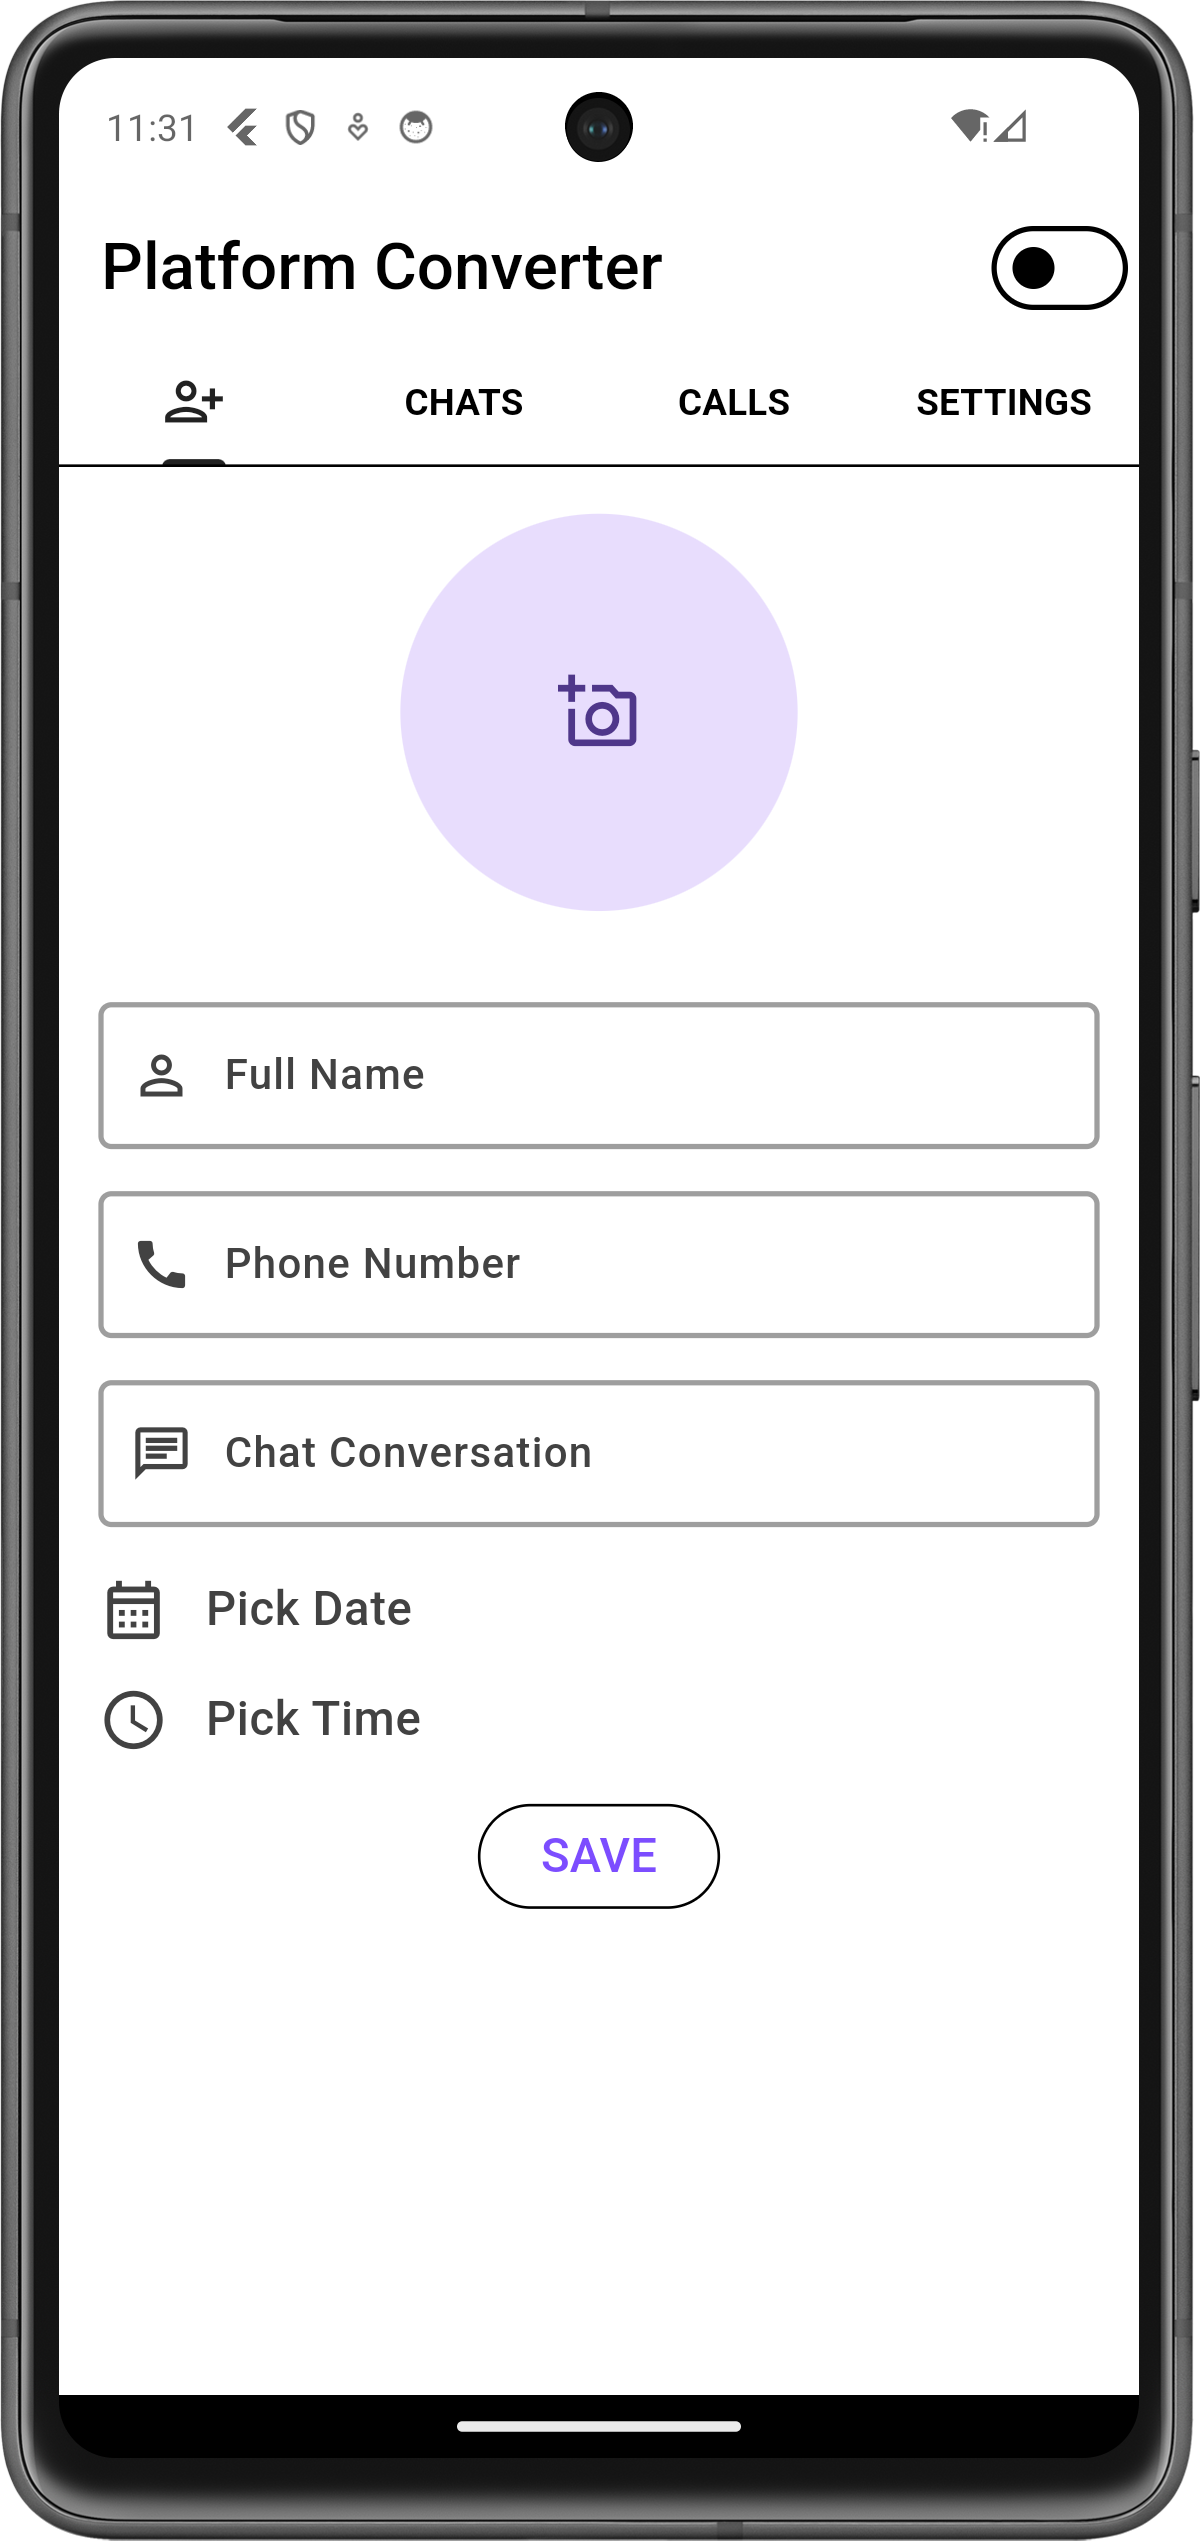 11:31
Platform Converter
CHATS CALLS SETTINGS
Full Name
Phone Number
Chat Conversation
Pick Date
Pick Time
SAVE